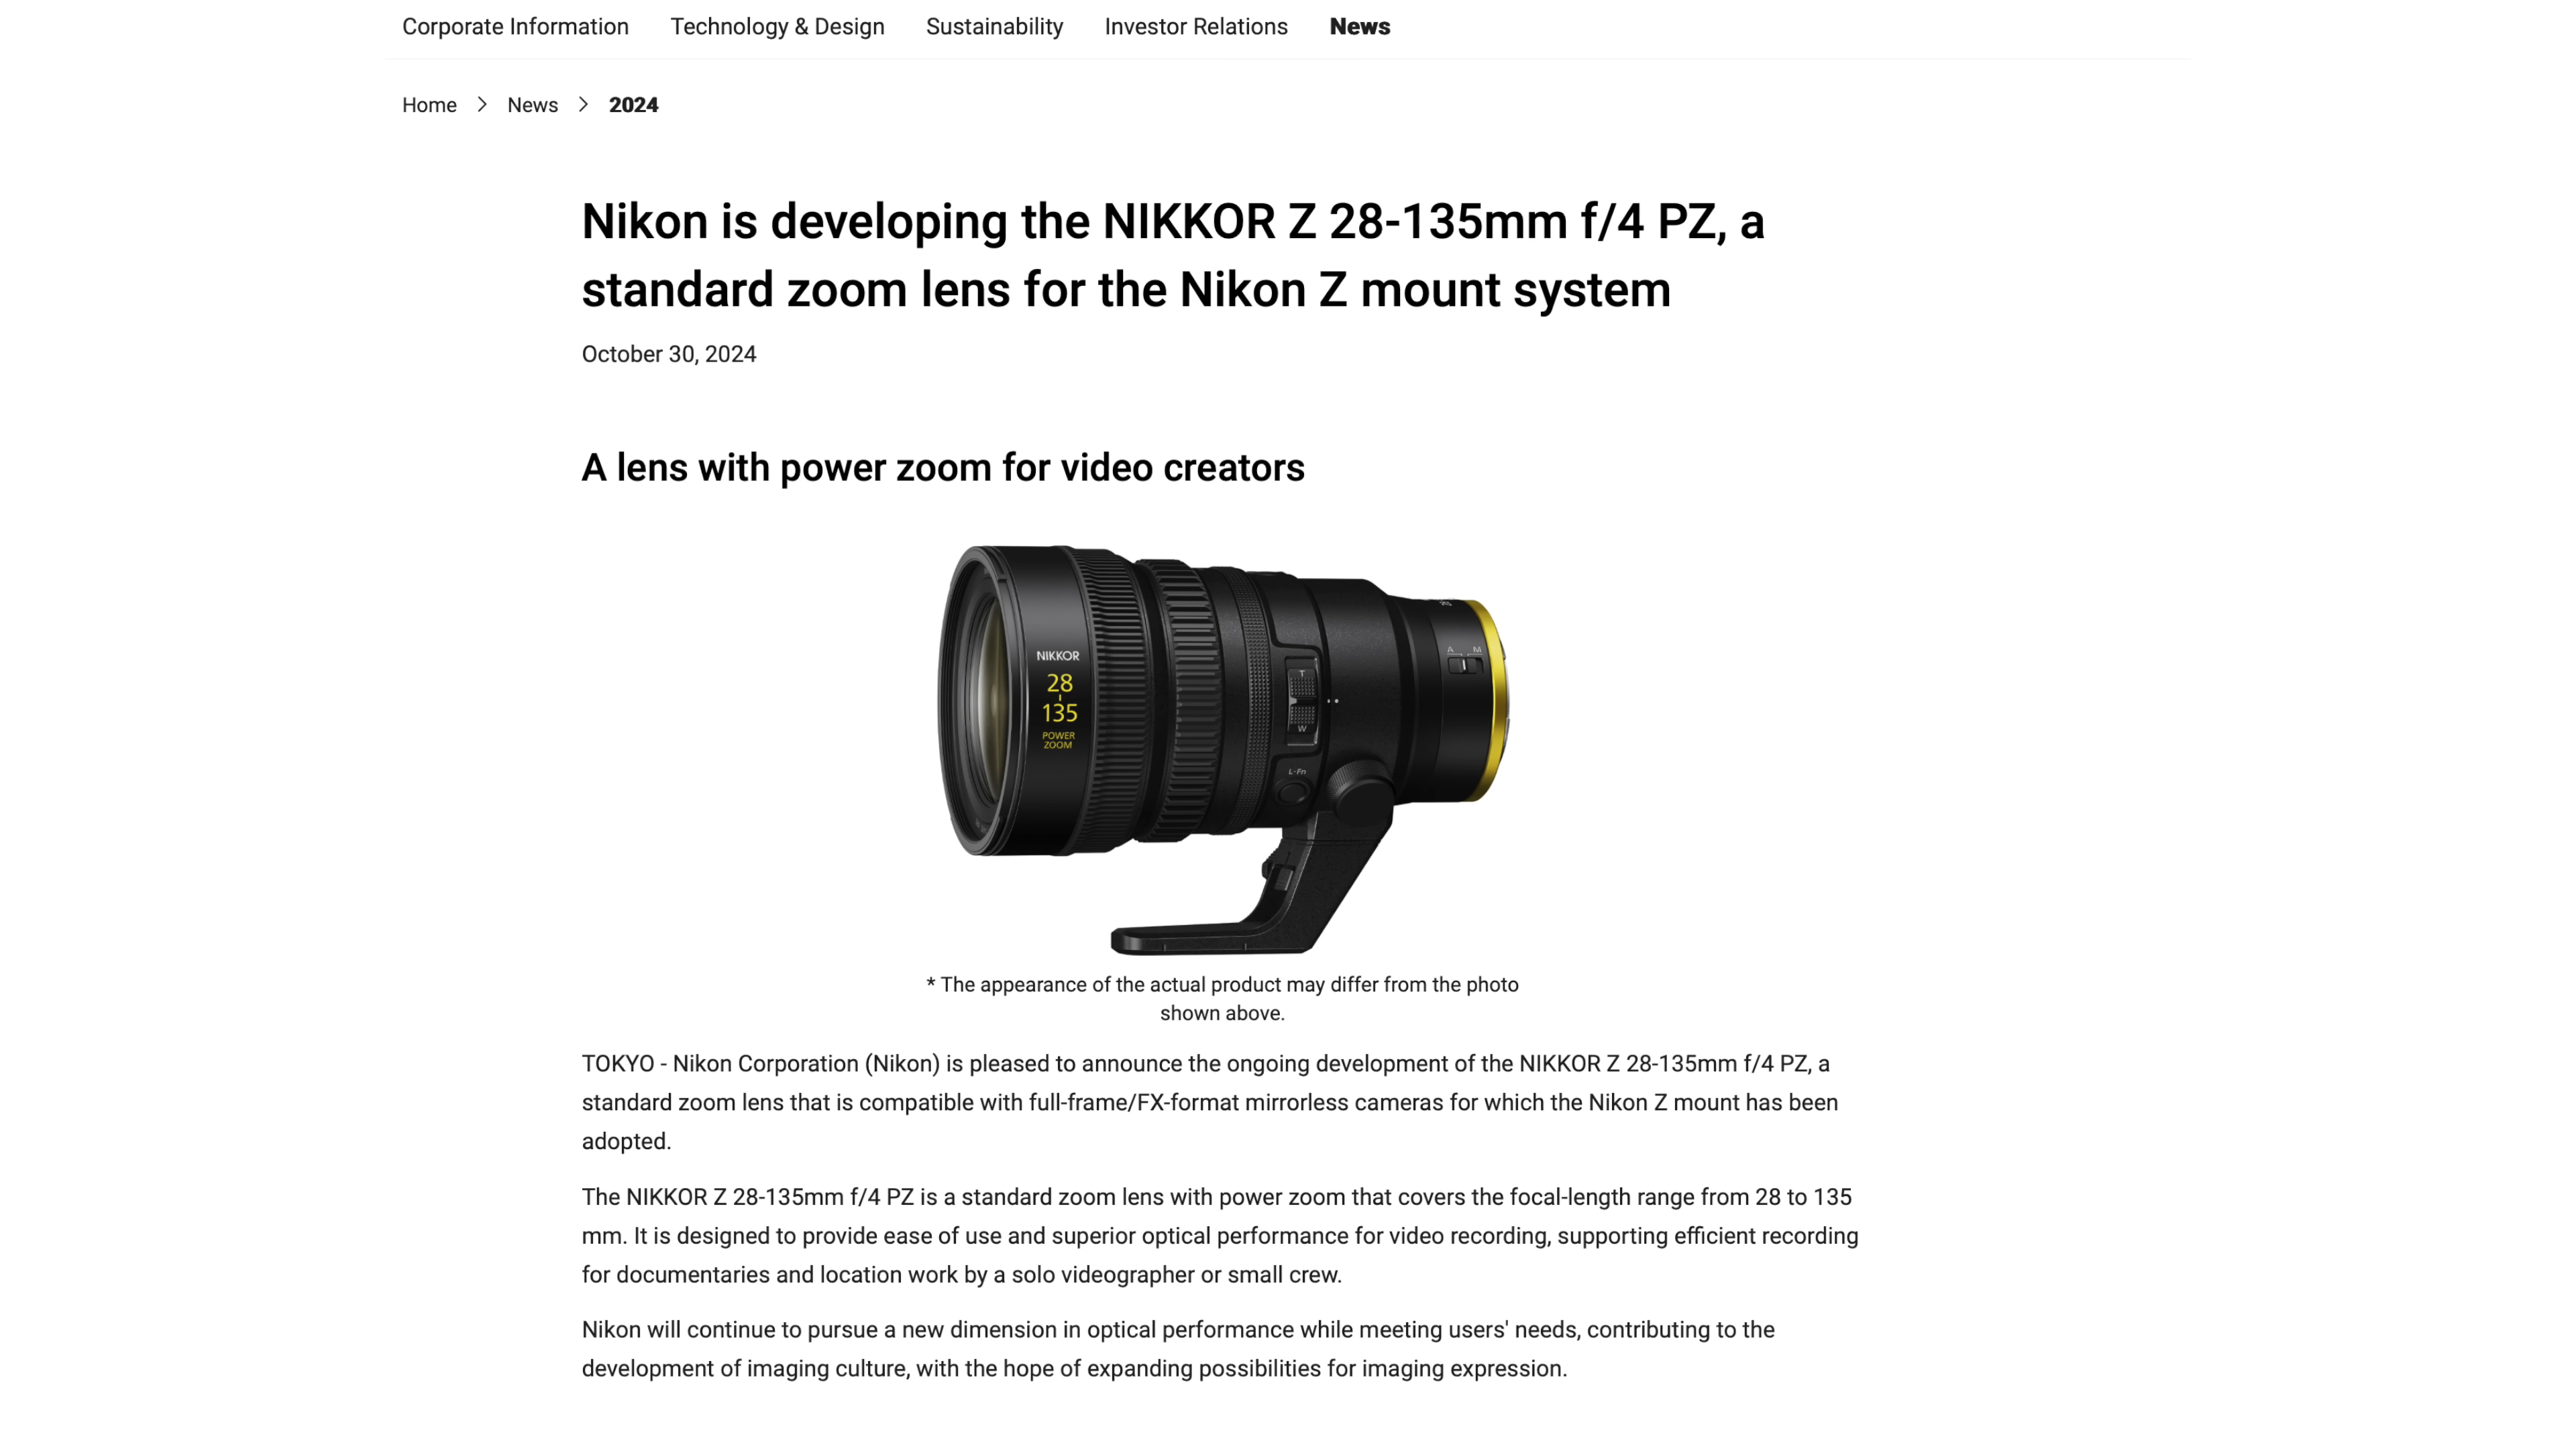 Corporate Information Technology & Design Sustainability Investor Relations News
Home > News > 2024
Nikon is developing the NIKKOR Z 28-135mm f/4 PZ, a
standard zoom lens for the Nikon Z mount system
October 30, 2024
A lens with power zoom for video creators
NIKKOR
28
135
POWER
ZOOM
T
W
L-Fn
A M
* The appearance of the actual product may differ from the photo
shown above.
TOKYO - Nikon Corporation (Nikon) is pleased to announce the ongoing development of the NIKKOR Z 28-135mm f/4 PZ, a
standard zoom lens that is compatible with full-frame/FX-format mirrorless cameras for which the Nikon Z mount has been
adopted.
The NIKKOR Z 28-135mm f/4 PZ is a standard zoom lens with power zoom that covers the focal-length range from 28 to 135
mm. It is designed to provide ease of use and superior optical performance for video recording, supporting efficient recording
for documentaries and location work by a solo videographer or small crew.
Nikon will continue to pursue a new dimension in optical performance while meeting users' needs, contributing to the
development of imaging culture, with the hope of expanding possibilities for imaging expression.